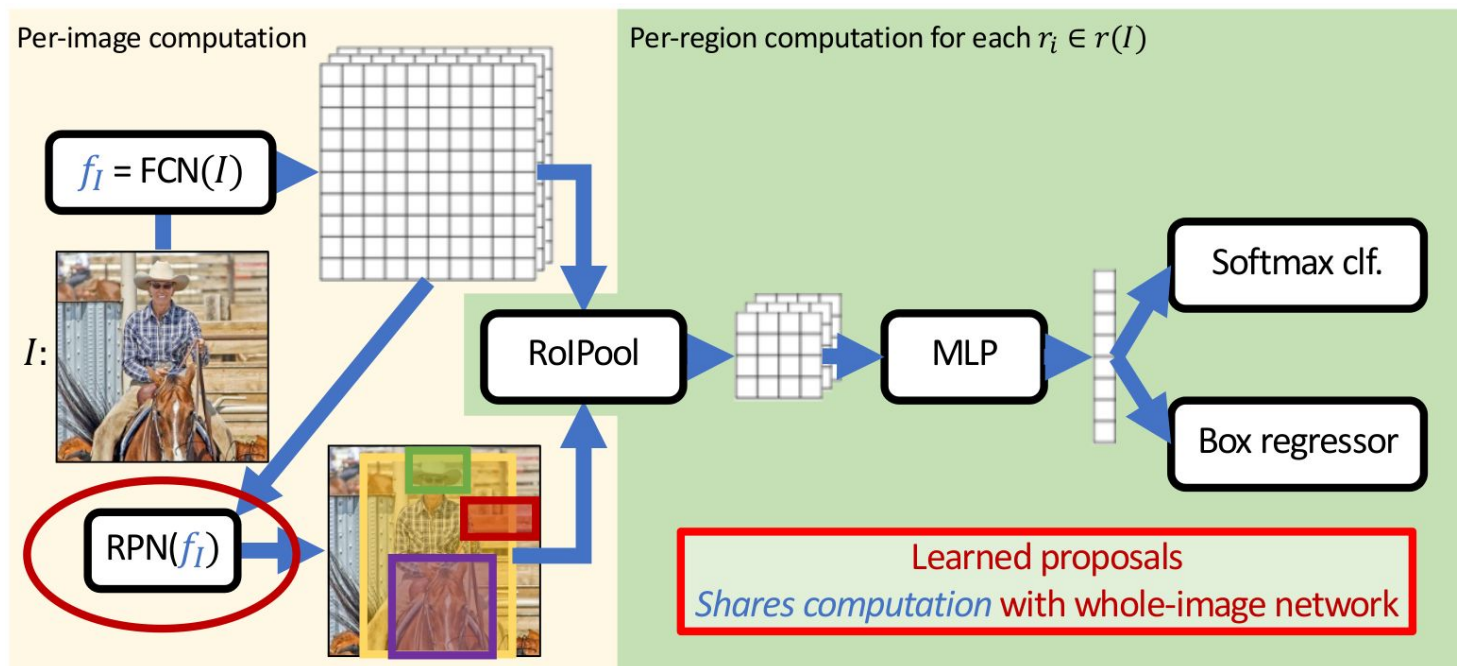 Per-image computation
Per-region computation for each r_i ∈ r(I)
f_I = FCN(I)
I:
RoIPool
MLP
Softmax clf.
Box regressor
RPN(f_I)
Learned proposals
Shares computation with whole-image network